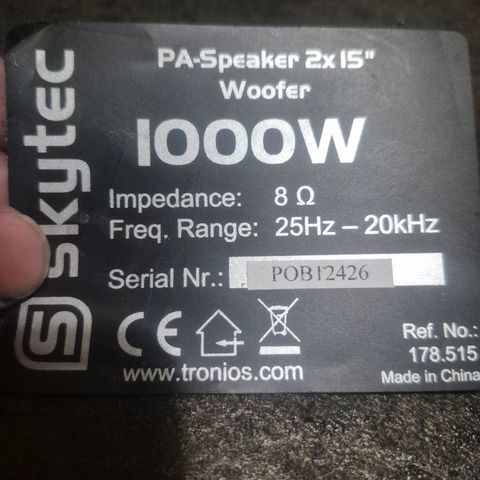 skytec
PA-Speaker 2x15"
Woofer
1000W
Impedance: 8 Ω
Freq. Range: 25Hz – 20kHz
Serial Nr.: POB12426
CE
Ref. No.:
178.515
www.tronios.com
Made in China